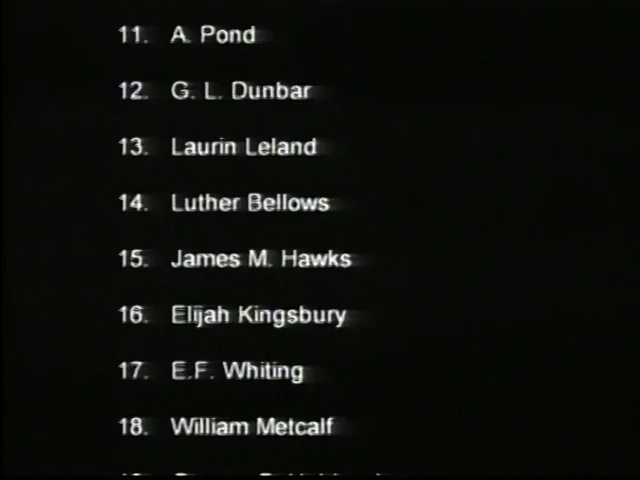 11. A. Pond
12. G. L. Dunbar
13. Laurin Leland
14. Luther Bellows
15. James M. Hawks
16. Elijah Kingsbury
17. E.F. Whiting
18. William Metcalf